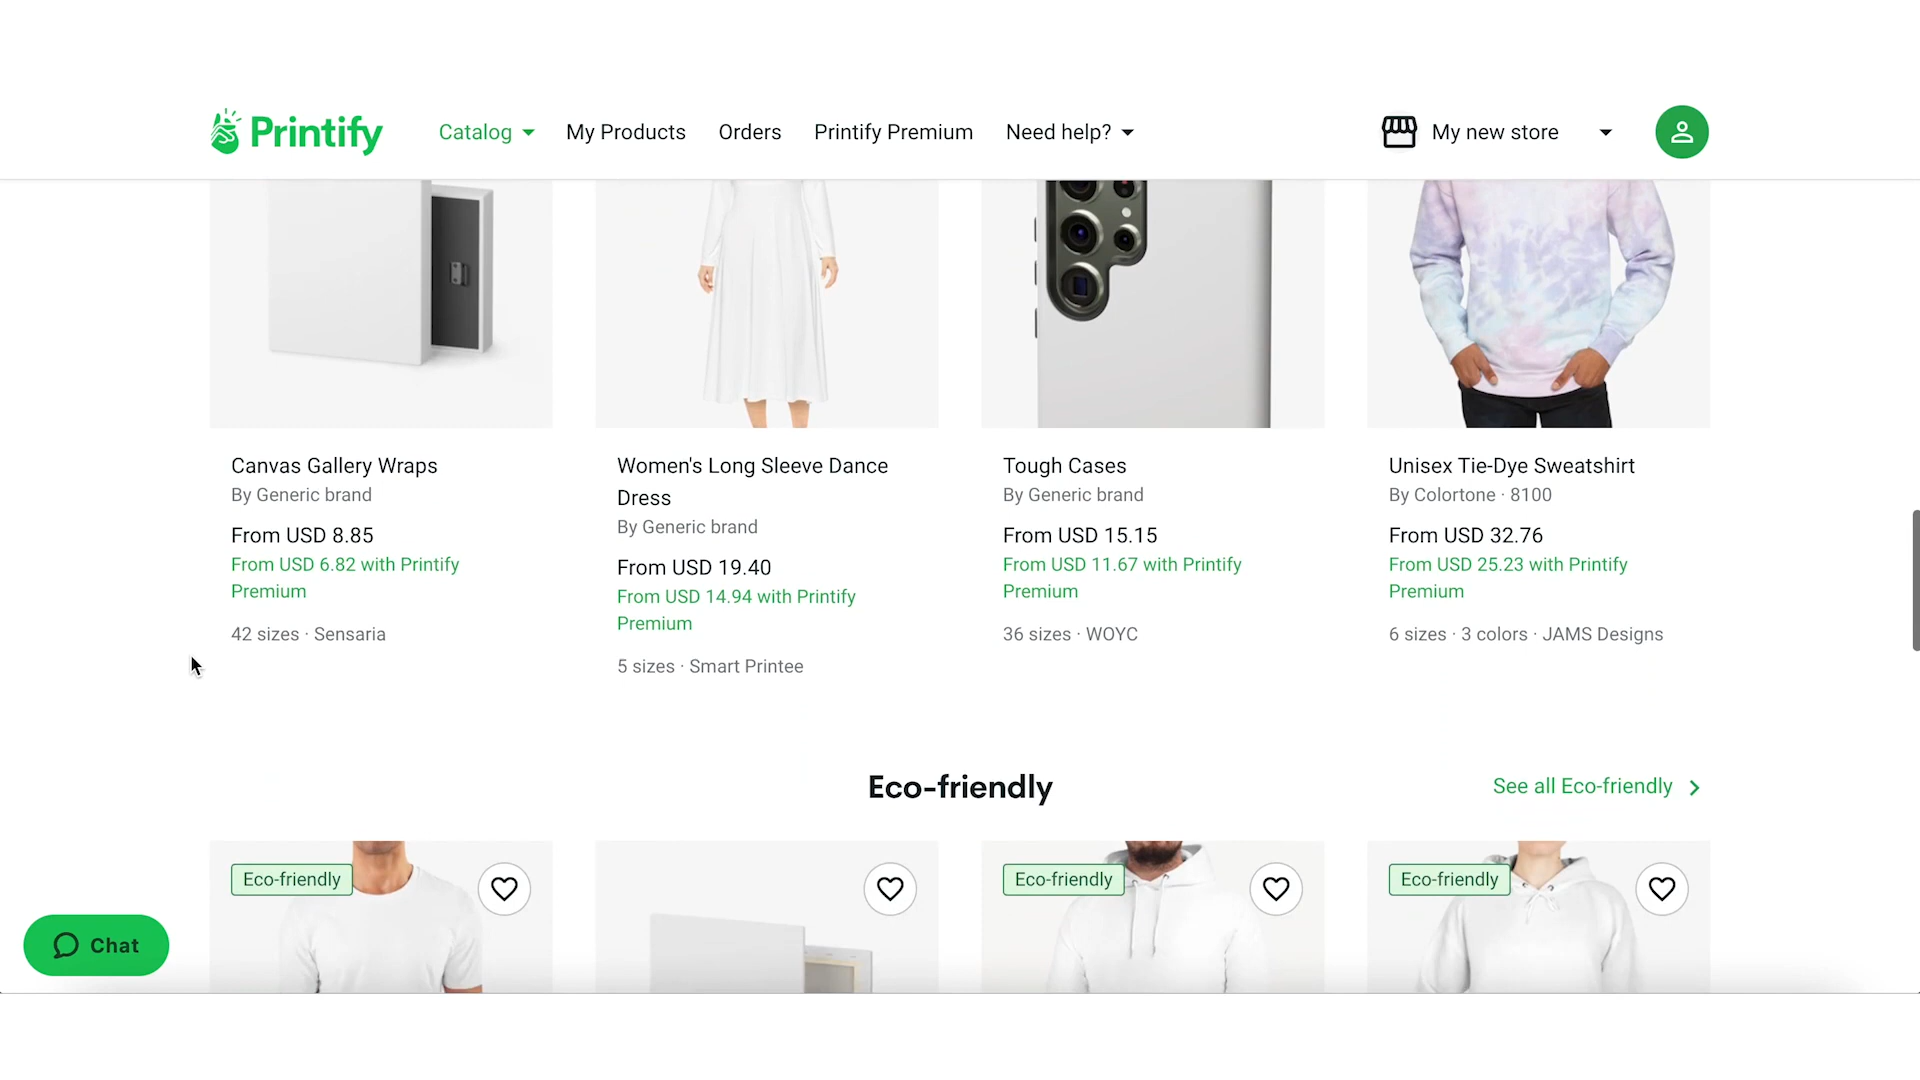 Printify
Catalog
My Products
Orders
Printify Premium
Need help?
My new store
Canvas Gallery Wraps
By Generic brand
From USD 8.85
From USD 6.82 with Printify
Premium
42 sizes · Sensaria
Women's Long Sleeve Dance
Dress
By Generic brand
From USD 19.40
From USD 14.94 with Printify
Premium
5 sizes · Smart Printee
Tough Cases
By Generic brand
From USD 15.15
From USD 11.67 with Printify
Premium
36 sizes · WOYC
Unisex Tie-Dye Sweatshirt
By Colortone · 8100
From USD 32.76
From USD 25.23 with Printify
Premium
6 sizes · 3 colors · JAMS Designs
Eco-friendly
See all Eco-friendly
Eco-friendly
Eco-friendly
Eco-friendly
Chat